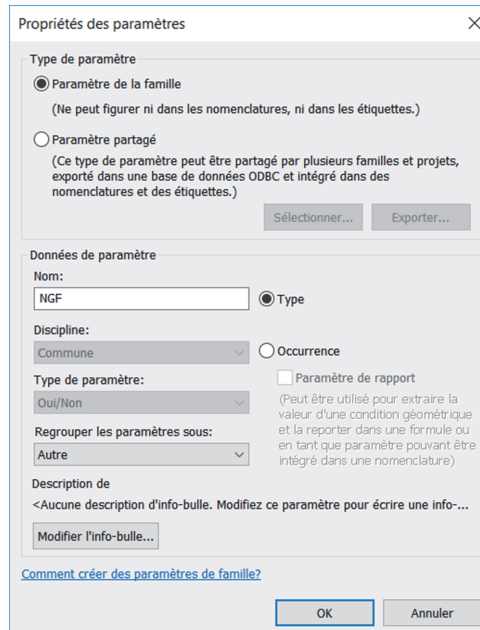 Propriétés des paramètres
Type de paramètre
Paramètre de la famille
(Ne peut figurer ni dans les nomenclatures, ni dans les étiquettes.)
Paramètre partagé
(Ce type de paramètre peut être partagé par plusieurs familles et projets,
exporté dans une base de données ODBC et intégré dans des
nomenclatures et des étiquettes.)
Sélectionner... Exporter...
Données de paramètre
Nom:
NGF
Type
Discipline:
Commune
Occurrence
Type de paramètre:
Paramètre de rapport
Oui/Non
(Peut être utilisé pour extraire la
valeur d'une condition géométrique
et la reporter dans une formule ou
en tant que paramètre pouvant être
intégré dans une nomenclature)
Regrouper les paramètres sous:
Autre
Description de
<Aucune description d'info-bulle. Modifiez ce paramètre pour écrire une info-...
Modifier l'info-bulle...
Comment créer des paramètres de famille?
OK Annuler